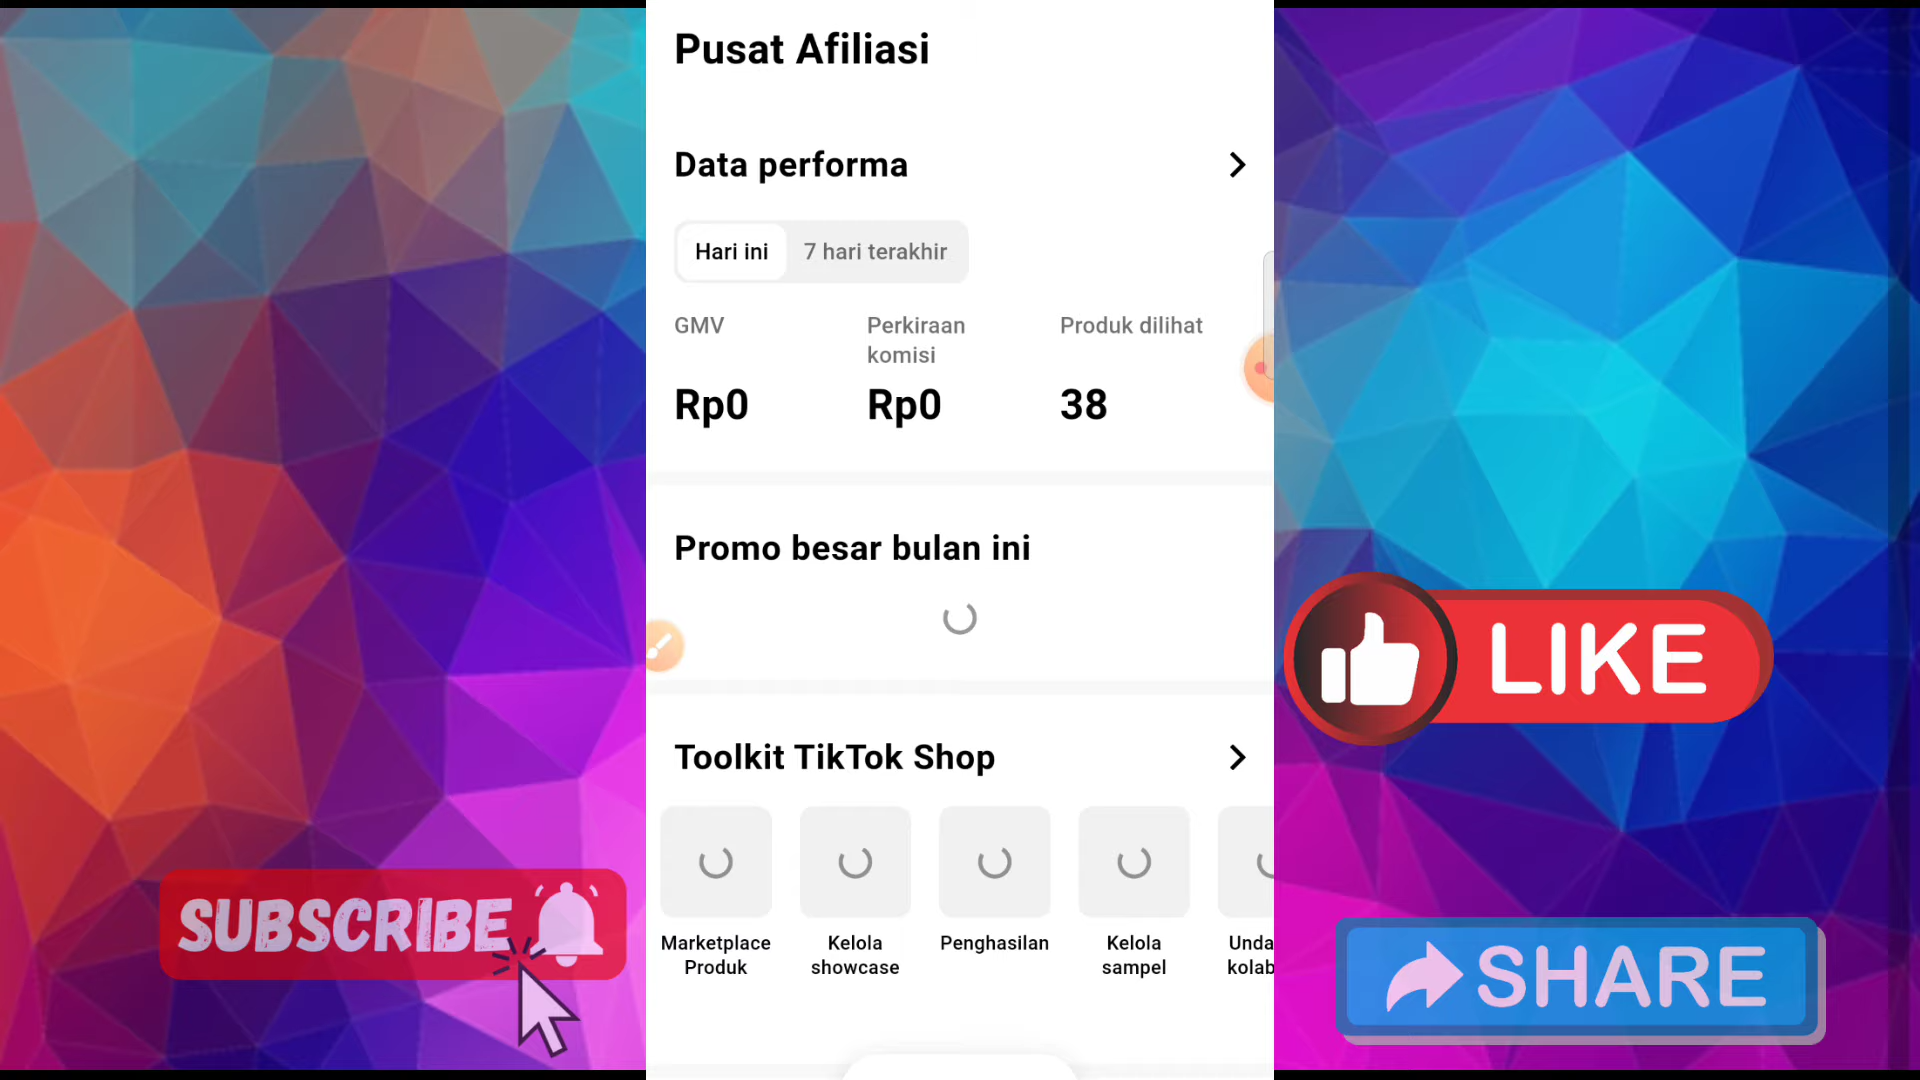 Pusat Afiliasi
Data performa
Hari ini 7 hari terakhir
GMV Perkiraan komisi Produk dilihat
Rp0 Rp0 38
Promo besar bulan ini
LIKE
Toolkit TikTok Shop
Marketplace Produk
Kelola showcase
Penghasilan
Kelola sampel
Unda
kolab
SUBSCRIBE
SHARE